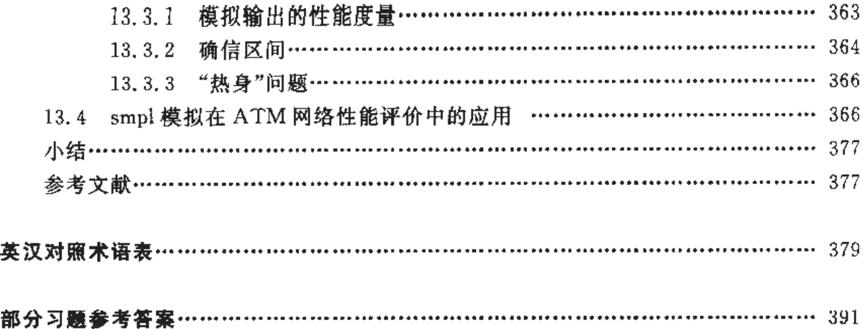 13.3.1 模拟输出的性能度量………………………………………… 363
13.3.2 确信区间………………………………………………… 364
13.3.3 “热身”问题……………………………………………… 366
13.4 smpl 模拟在 ATM 网络性能评价中的应用 ………………………… 366
小结…………………………………………………………………… 377
参考文献……………………………………………………………… 377
英汉对照术语表……………………………………………………… 379
部分习题参考答案…………………………………………………… 391